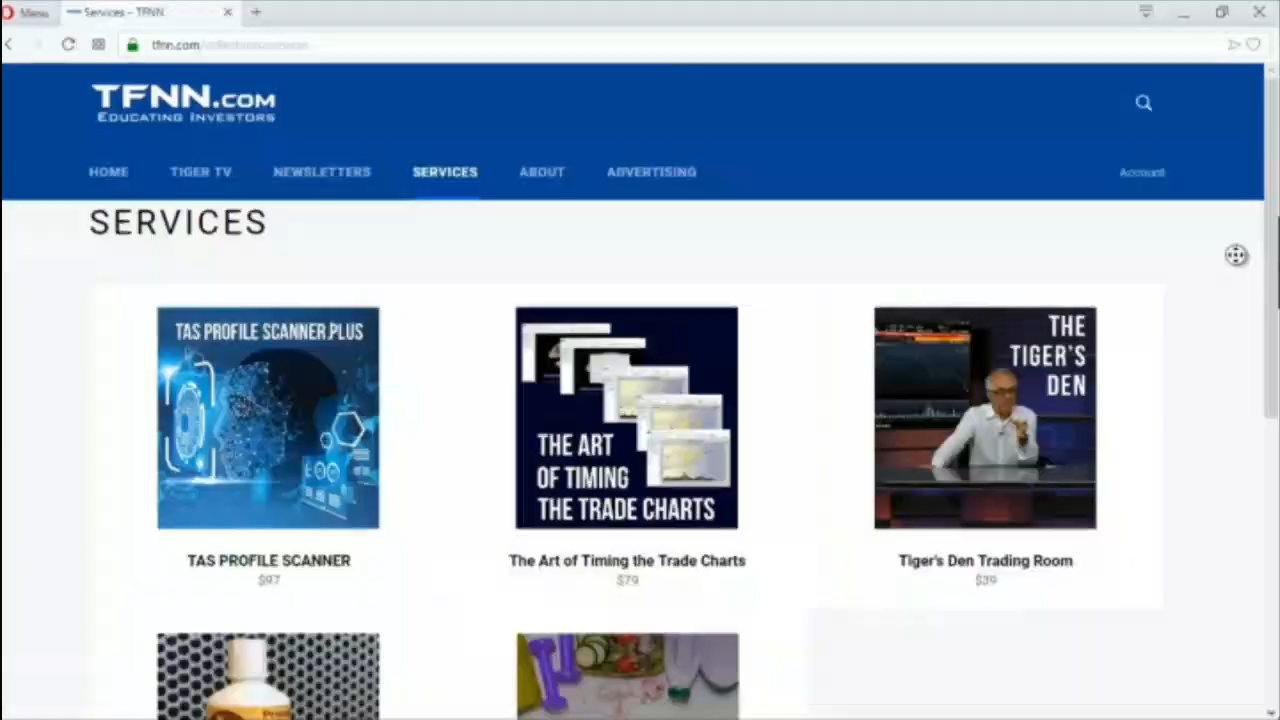 Menu
Services – TFNN
tfnn.com
TFNN.COM
EDUCATING INVESTORS
HOME
TIGER TV
NEWSLETTERS
SERVICES
ABOUT
ADVERTISING
Account
SERVICES
TAS PROFILE SCANNER PLUS
THE ART
OF TIMING
THE TRADE CHARTS
THE
TIGER'S
DEN
TAS PROFILE SCANNER
$97
The Art of Timing the Trade Charts
$79
Tiger's Den Trading Room
$39